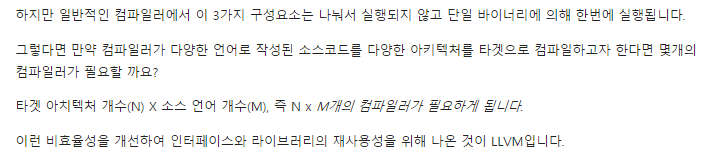 하지만 일반적인 컴파일러에서 이 3가지 구성요소는 나눠서 실행되지 않고 단일 바이너리에 의해 한번에 실행됩니다.
그렇다면 만약 컴파일러가 다양한 언어로 작성된 소스코드를 다양한 아키텍처를 타겟으로 컴파일하고자 한다면 몇개의
컴파일러가 필요할 까요?
타겟 아치텍처 개수(N) X 소스 언어 개수(M), 즉 N x M개의 컴파일러가 필요하게 됩니다.
이런 비효율성을 개선하여 인터페이스와 라이브러리의 재사용성을 위해 나온 것이 LLVM입니다.